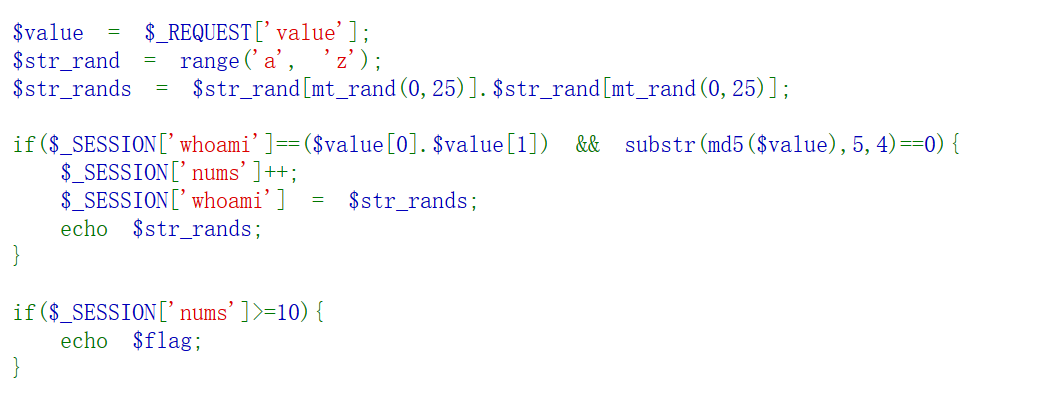 $value = $_REQUEST['value'];
$str_rand = range('a', 'z');
$str_rands = $str_rand[mt_rand(0,25)].$str_rand[mt_rand(0,25)];
if($_SESSION['whoami']==($value[0].$value[1]) && substr(md5($value),5,4)==0){
$_SESSION['nums']++;
$_SESSION['whoami'] = $str_rands;
echo $str_rands;
}
if($_SESSION['nums']>=10){
echo $flag;
}